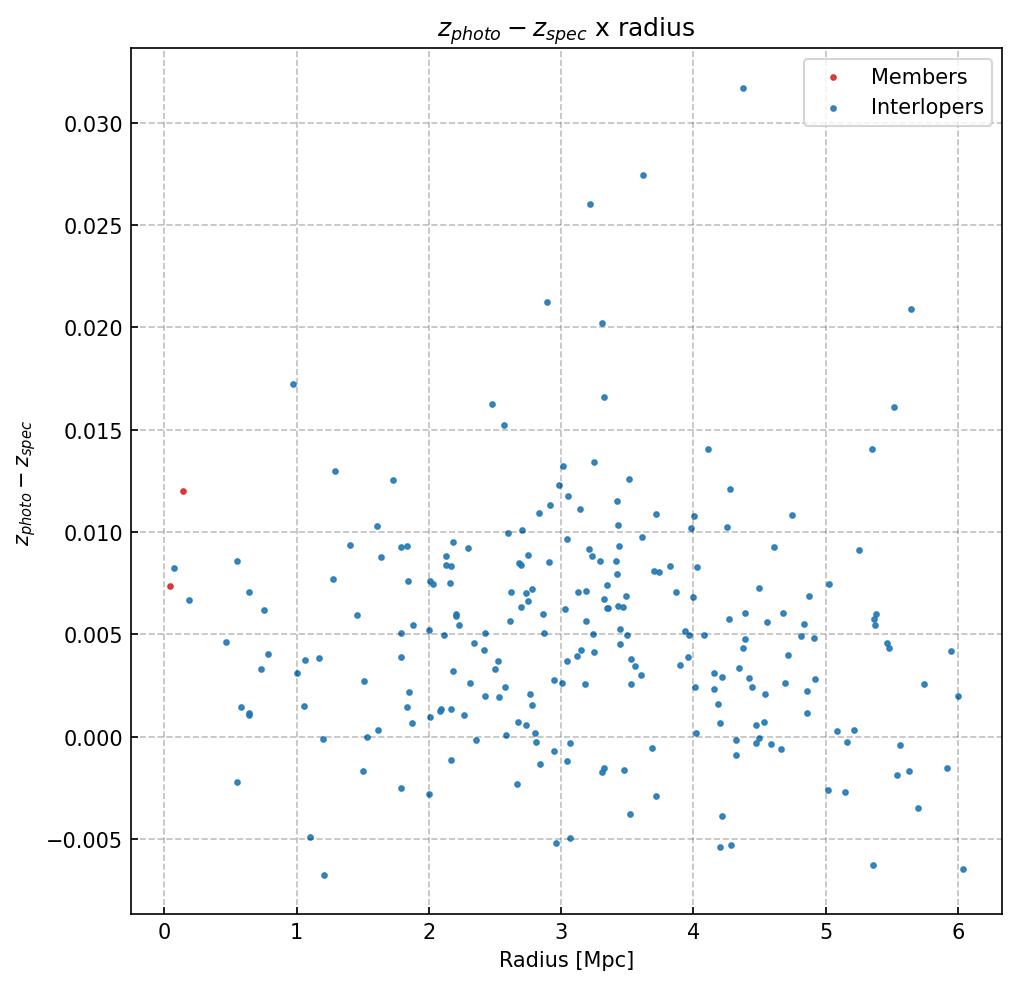 z_photo − z_spec x radius
Members
Interlopers
0.030
0.025
0.020
0.015
0.010
0.005
0.000
−0.005
z_photo − z_spec
0 1 2 3 4 5 6
Radius [Mpc]